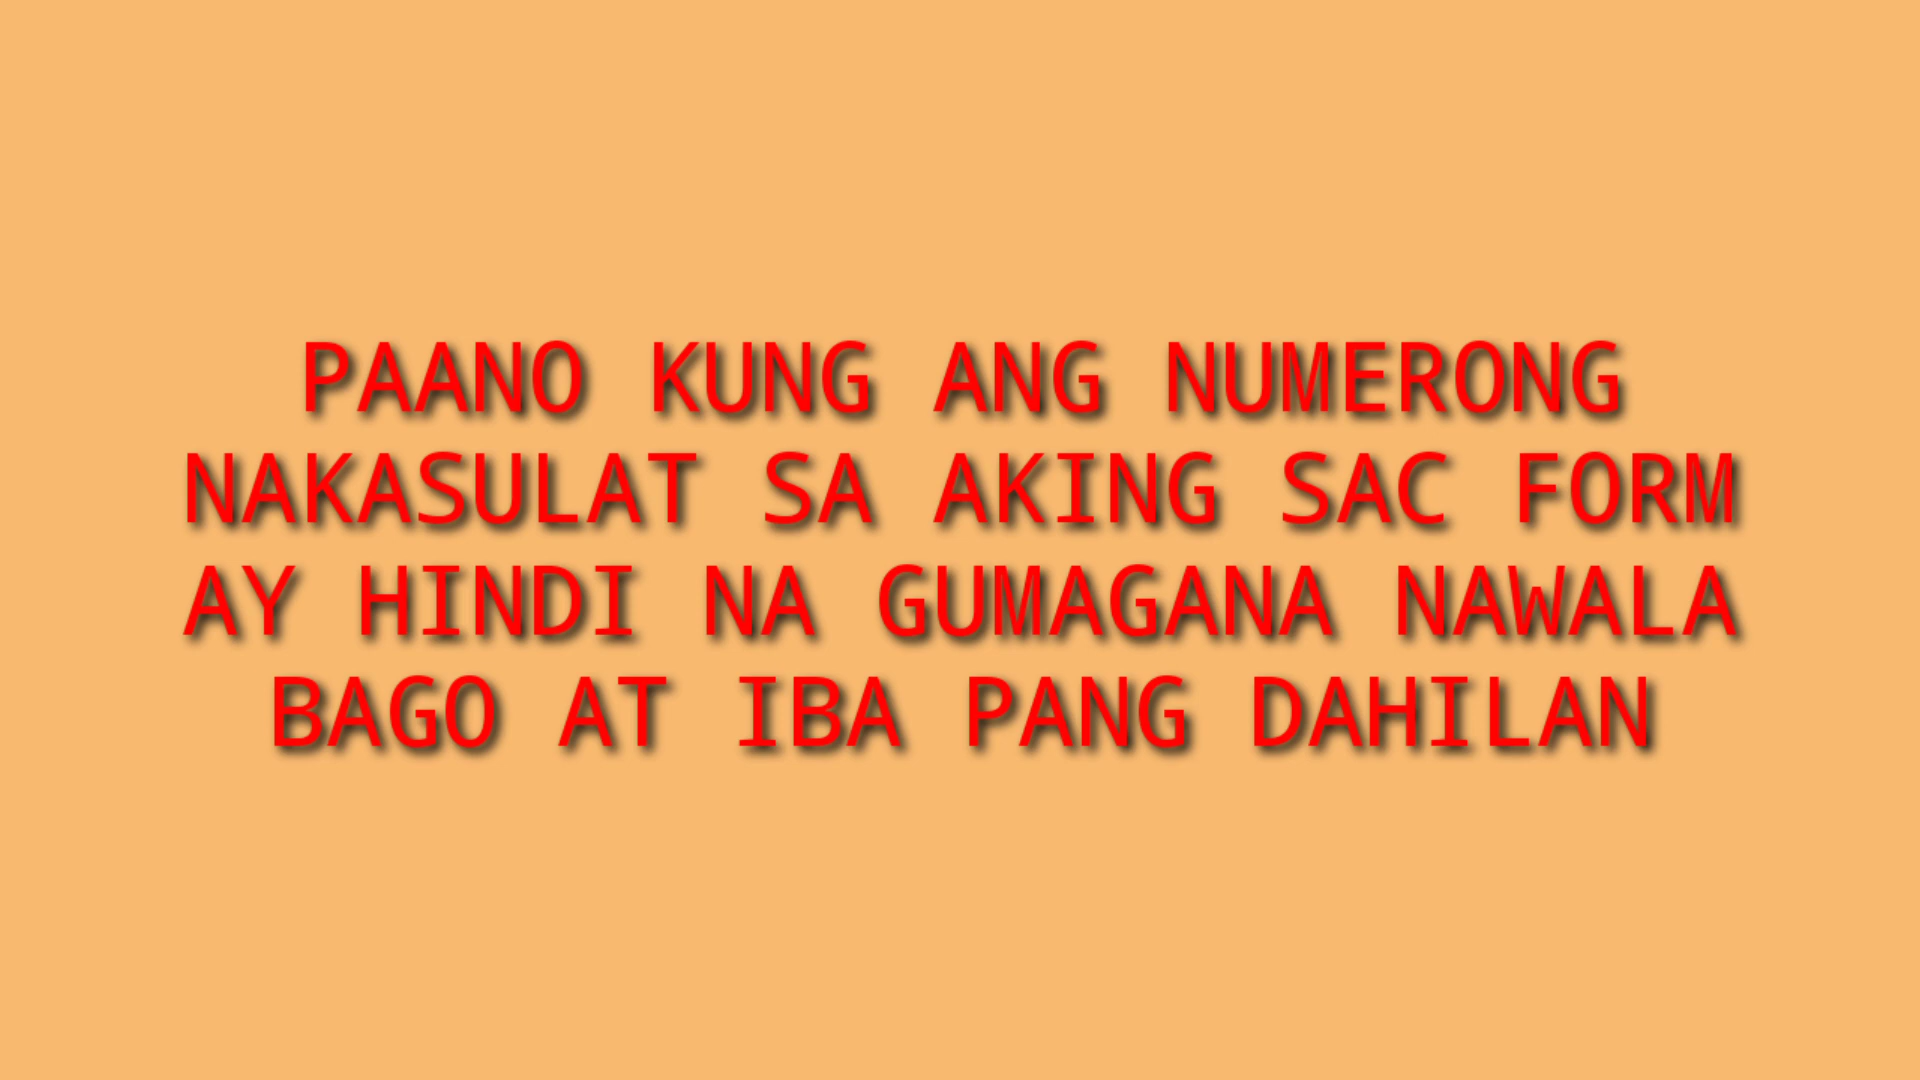 PAANO KUNG ANG NUMERONG
NAKASULAT SA AKING SAC FORM
AY HINDI NA GUMAGANA NAWALA
BAGO AT IBA PANG DAHILAN